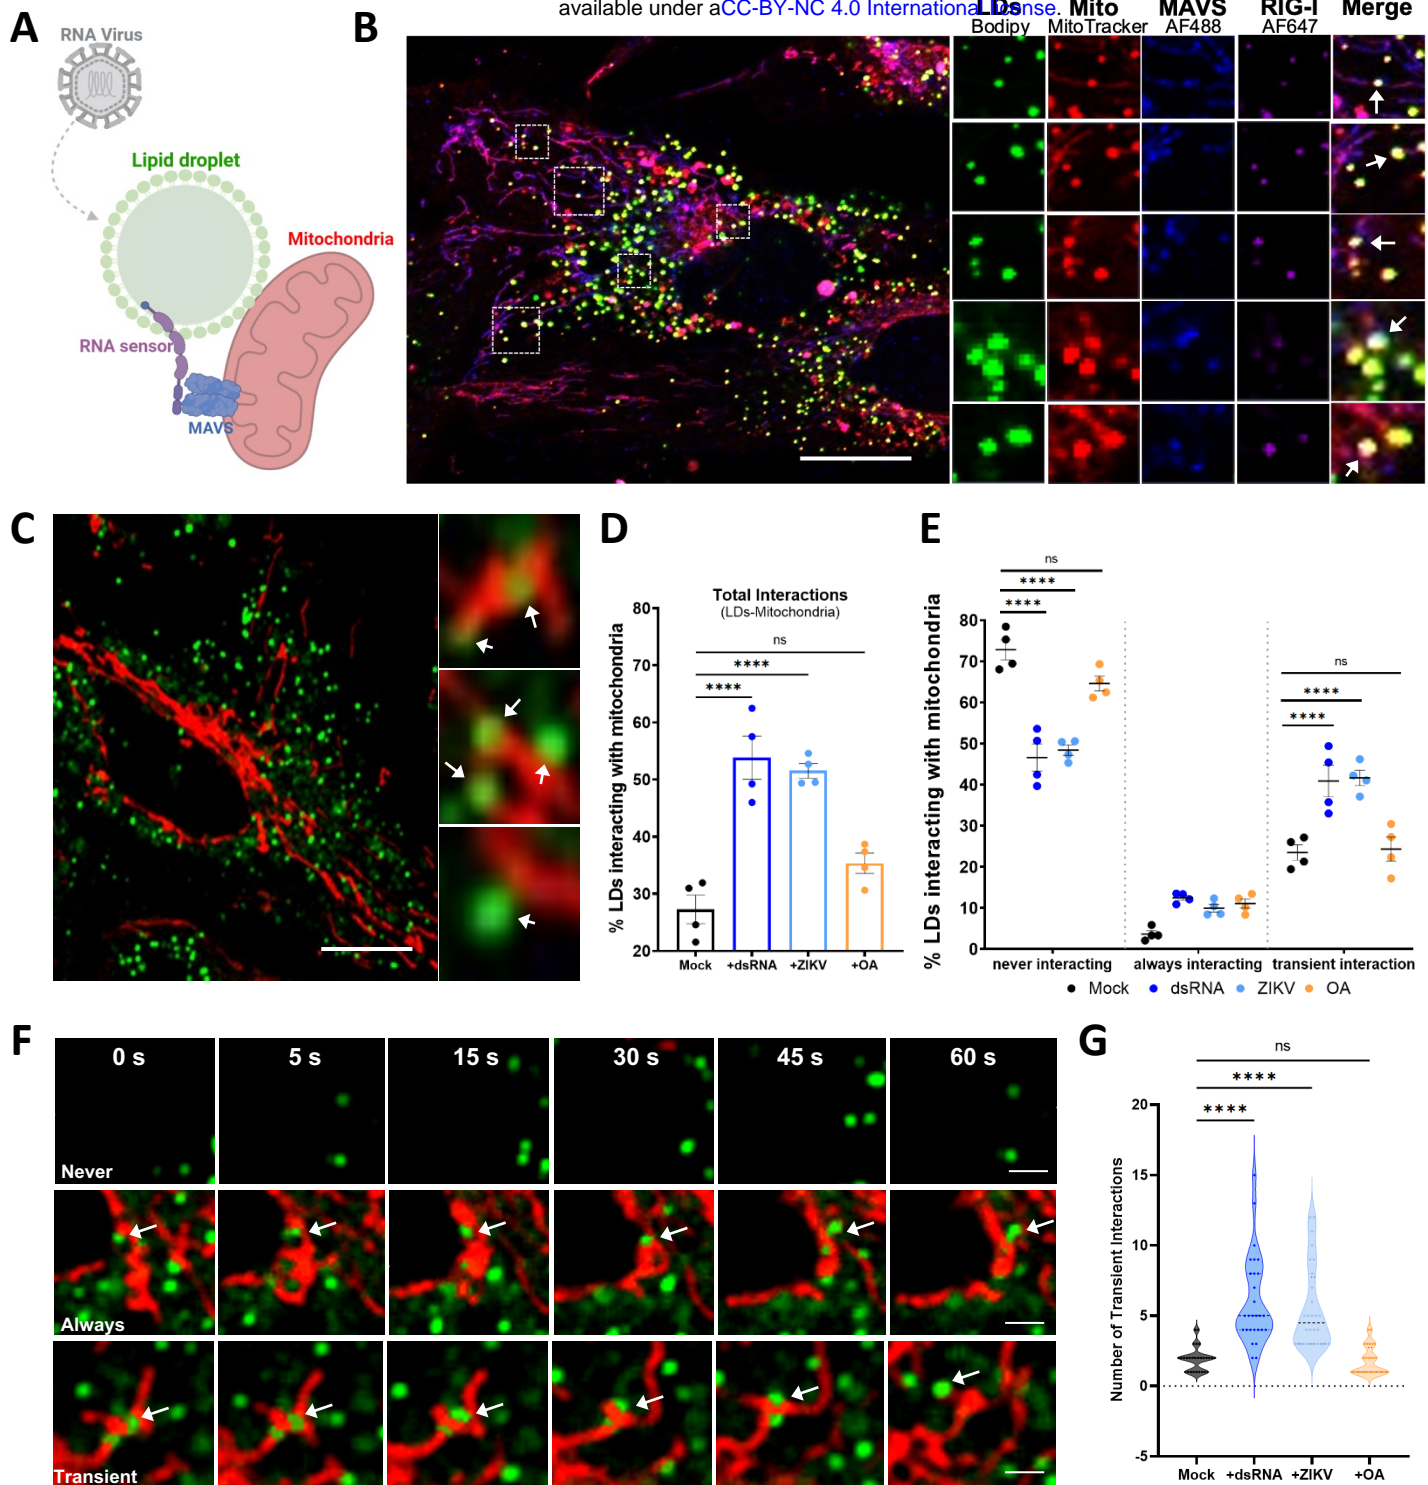 available under aCC-BY-NC 4.0 International license.
A
RNA Virus
Lipid droplet
Mitochondria
RNA sensor
MAVS
B
LDs Mito MAVS RIG-I Merge
Bodipy MitoTracker AF488 AF647
C
D
Total Interactions
(LDs-Mitochondria)
ns
****
****
% LDs interacting with mitochondria
80
70
60
50
40
30
20
Mock +dsRNA +ZIKV +OA
E
ns
****
****
ns
****
****
% LDs interacting with mitochondria
80
70
60
50
40
30
20
10
0
never interacting always interacting transient interaction
Mock dsRNA ZIKV OA
F
0 s 5 s 15 s 30 s 45 s 60 s
Never
Always
Transient
G
ns
****
****
Number of Transient Interactions
20
15
10
5
0
-5
Mock +dsRNA +ZIKV +OA